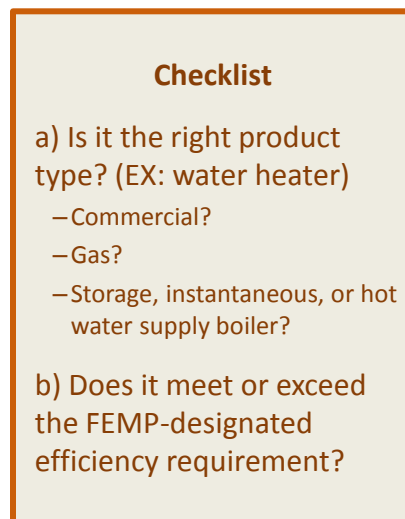 Checklist
a) Is it the right product
type? (EX: water heater)
–Commercial?
–Gas?
–Storage, instantaneous, or hot
water supply boiler?
b) Does it meet or exceed
the FEMP-designated
efficiency requirement?